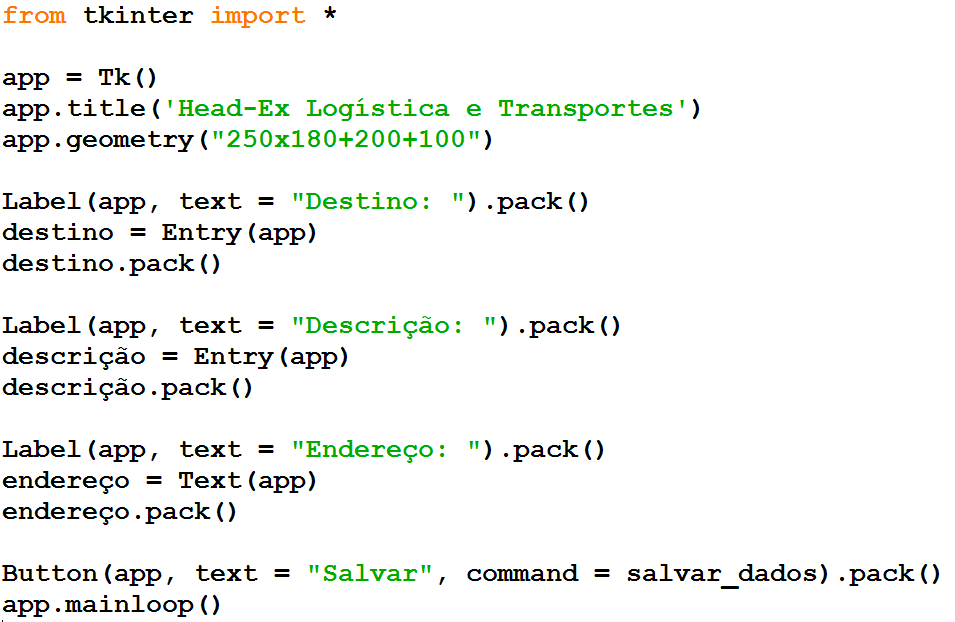 from tkinter import *
app = Tk()
app.title('Head-Ex Logística e Transportes')
app.geometry("250x180+200+100")
Label(app, text = "Destino: ").pack()
destino = Entry(app)
destino.pack()
Label(app, text = "Descrição: ").pack()
descrição = Entry(app)
descrição.pack()
Label(app, text = "Endereço: ").pack()
endereço = Text(app)
endereço.pack()
Button(app, text = "Salvar", command = salvar_dados).pack()
app.mainloop()